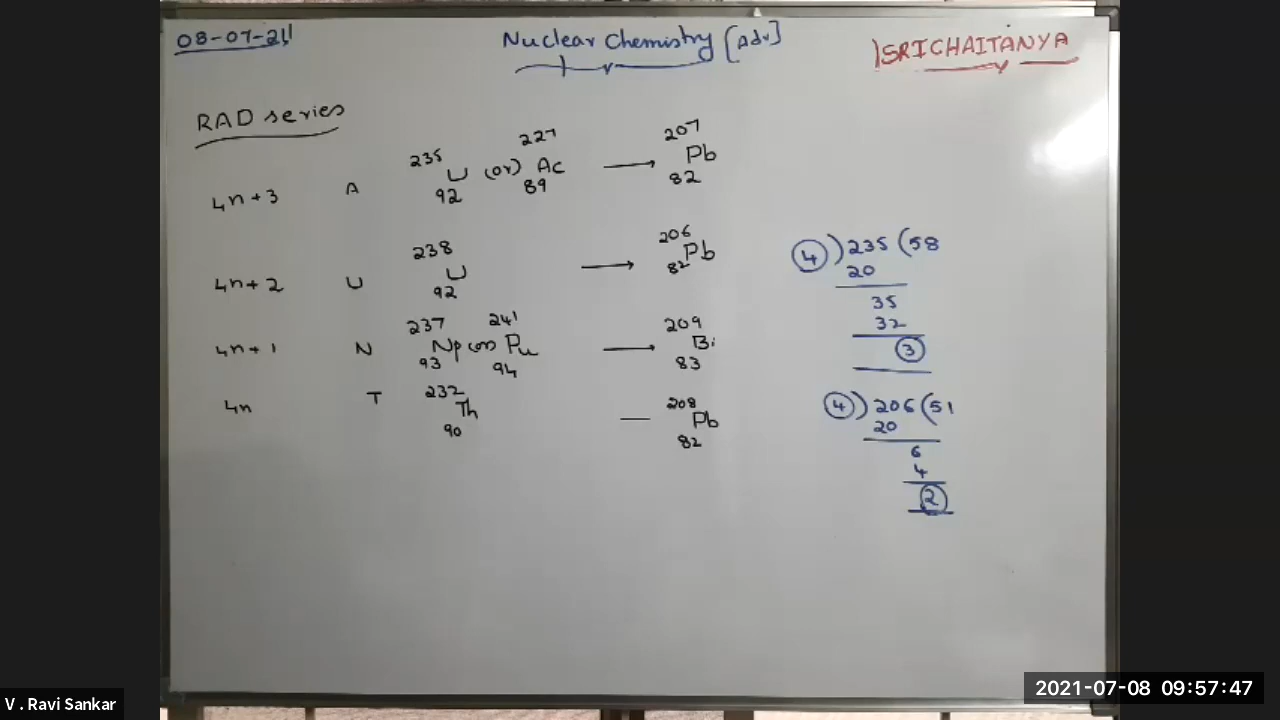 08-07-21
Nuclear Chemistry [Adv]
SRICHAITANYA
RAD series
4n+3 A 235 92 U (or) 227 89 Ac → 207 82 Pb
4n+2 U 238 92 U → 206 82 Pb
4n+1 N 237 93 Np (or) 241 94 Pu → 209 83 Bi
4n T 232 90 Th — 208 82 Pb
4 ) 235 ( 58
20
35
32
3
4 ) 206 ( 51
20
6
4
2
V . Ravi Sankar
2021-07-08 09:57:47